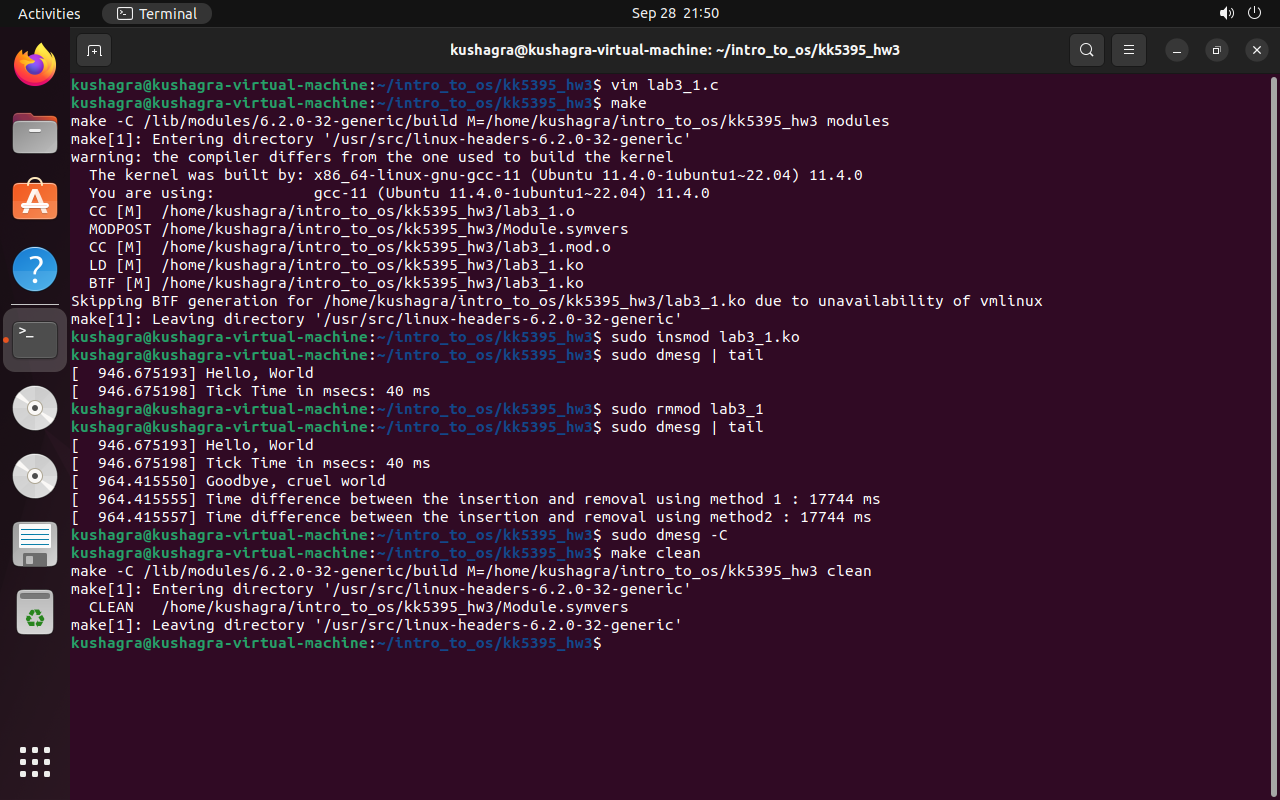 Activities
Terminal
Sep 28 21:50
kushagra@kushagra-virtual-machine: ~/intro_to_os/kk5395_hw3
kushagra@kushagra-virtual-machine:~/intro_to_os/kk5395_hw3$ vim lab3_1.c
kushagra@kushagra-virtual-machine:~/intro_to_os/kk5395_hw3$ make
make -C /lib/modules/6.2.0-32-generic/build M=/home/kushagra/intro_to_os/kk5395_hw3 modules
make[1]: Entering directory '/usr/src/linux-headers-6.2.0-32-generic'
warning: the compiler differs from the one used to build the kernel
  The kernel was built by: x86_64-linux-gnu-gcc-11 (Ubuntu 11.4.0-1ubuntu1~22.04) 11.4.0
  You are using:           gcc-11 (Ubuntu 11.4.0-1ubuntu1~22.04) 11.4.0
  CC [M]  /home/kushagra/intro_to_os/kk5395_hw3/lab3_1.o
  MODPOST /home/kushagra/intro_to_os/kk5395_hw3/Module.symvers
  CC [M]  /home/kushagra/intro_to_os/kk5395_hw3/lab3_1.mod.o
  LD [M]  /home/kushagra/intro_to_os/kk5395_hw3/lab3_1.ko
  BTF [M] /home/kushagra/intro_to_os/kk5395_hw3/lab3_1.ko
Skipping BTF generation for /home/kushagra/intro_to_os/kk5395_hw3/lab3_1.ko due to unavailability of vmlinux
make[1]: Leaving directory '/usr/src/linux-headers-6.2.0-32-generic'
kushagra@kushagra-virtual-machine:~/intro_to_os/kk5395_hw3$ sudo insmod lab3_1.ko
kushagra@kushagra-virtual-machine:~/intro_to_os/kk5395_hw3$ sudo dmesg | tail
[  946.675193] Hello, World
[  946.675198] Tick Time in msecs: 40 ms
kushagra@kushagra-virtual-machine:~/intro_to_os/kk5395_hw3$ sudo rmmod lab3_1
kushagra@kushagra-virtual-machine:~/intro_to_os/kk5395_hw3$ sudo dmesg | tail
[  946.675193] Hello, World
[  946.675198] Tick Time in msecs: 40 ms
[  964.415550] Goodbye, cruel world
[  964.415555] Time difference between the insertion and removal using method 1 : 17744 ms
[  964.415557] Time difference between the insertion and removal using method2 : 17744 ms
kushagra@kushagra-virtual-machine:~/intro_to_os/kk5395_hw3$ sudo dmesg -C
kushagra@kushagra-virtual-machine:~/intro_to_os/kk5395_hw3$ make clean
make -C /lib/modules/6.2.0-32-generic/build M=/home/kushagra/intro_to_os/kk5395_hw3 clean
make[1]: Entering directory '/usr/src/linux-headers-6.2.0-32-generic'
  CLEAN   /home/kushagra/intro_to_os/kk5395_hw3/Module.symvers
make[1]: Leaving directory '/usr/src/linux-headers-6.2.0-32-generic'
kushagra@kushagra-virtual-machine:~/intro_to_os/kk5395_hw3$